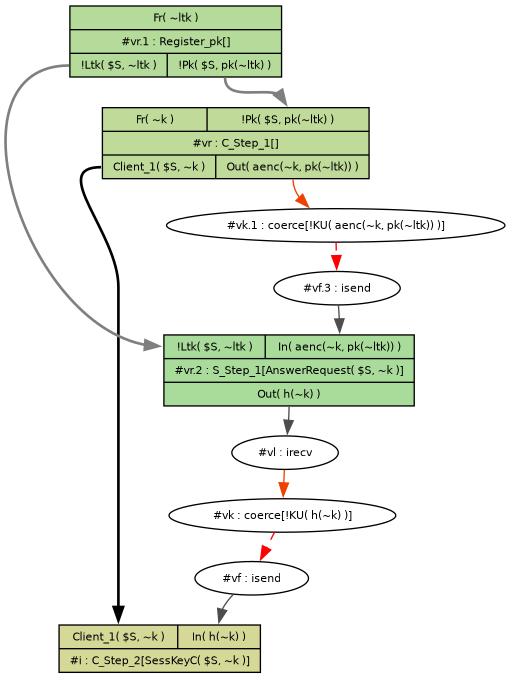 Fr( ~ltk )
#vr.1 : Register_pk[]
!Ltk( $S, ~ltk ) !Pk( $S, pk(~ltk) )
Fr( ~k ) !Pk( $S, pk(~ltk) )
#vr : C_Step_1[]
Client_1( $S, ~k ) Out( aenc(~k, pk(~ltk)) )
#vk.1 : coerce[!KU( aenc(~k, pk(~ltk)) )]
#vf.3 : isend
!Ltk( $S, ~ltk ) In( aenc(~k, pk(~ltk)) )
#vr.2 : S_Step_1[AnswerRequest( $S, ~k )]
Out( h(~k) )
#vl : irecv
#vk : coerce[!KU( h(~k) )]
#vf : isend
Client_1( $S, ~k ) In( h(~k) )
#i : C_Step_2[SessKeyC( $S, ~k )]